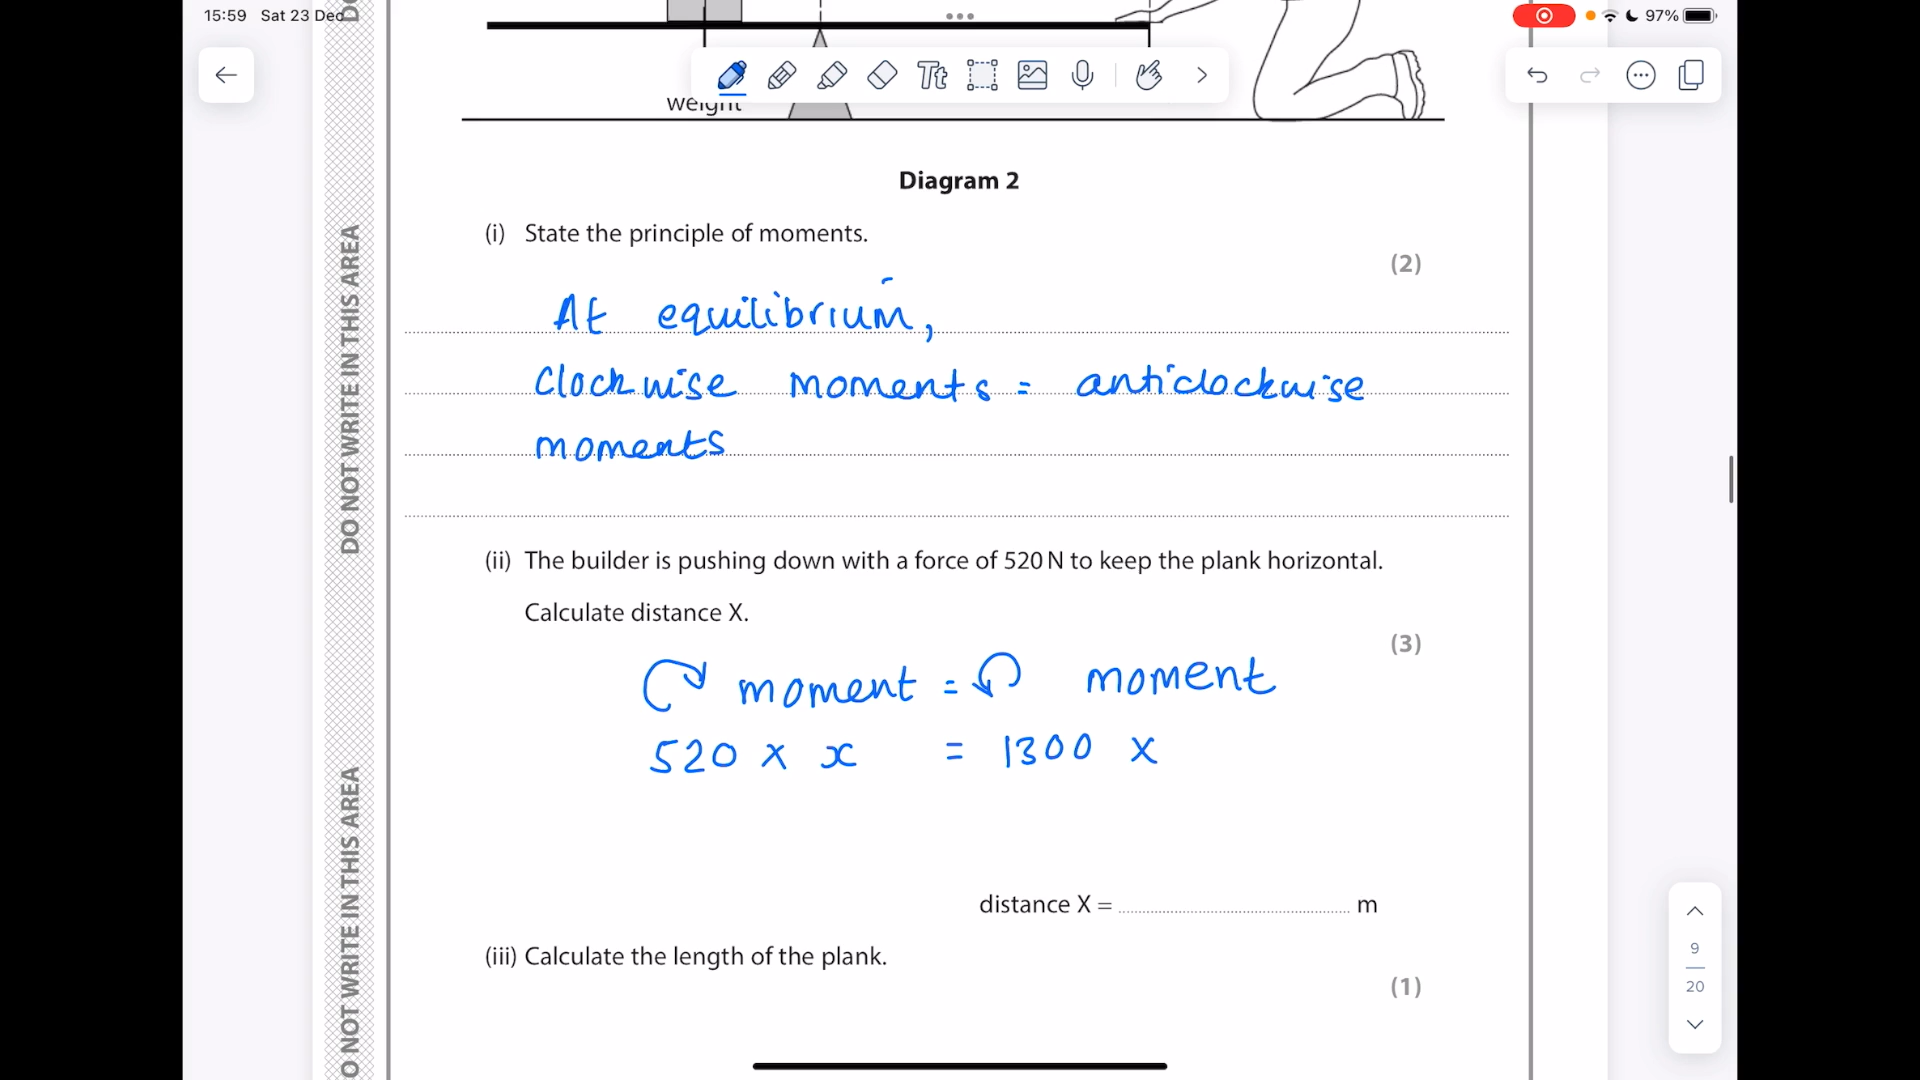 15:59 Sat 23 Dec
97%
Tt
weight
Diagram 2
(i) State the principle of moments.
(2)
At equilibrium,
Clockwise moments = anticlockwise
moments
(ii) The builder is pushing down with a force of 520 N to keep the plank horizontal.
Calculate distance X.
(3)
moment = moment
520 × x = 1300 ×
distance X = m
(iii) Calculate the length of the plank.
(1)
9
20
DO NOT WRITE IN THIS AREA
O NOT WRITE IN THIS AREA